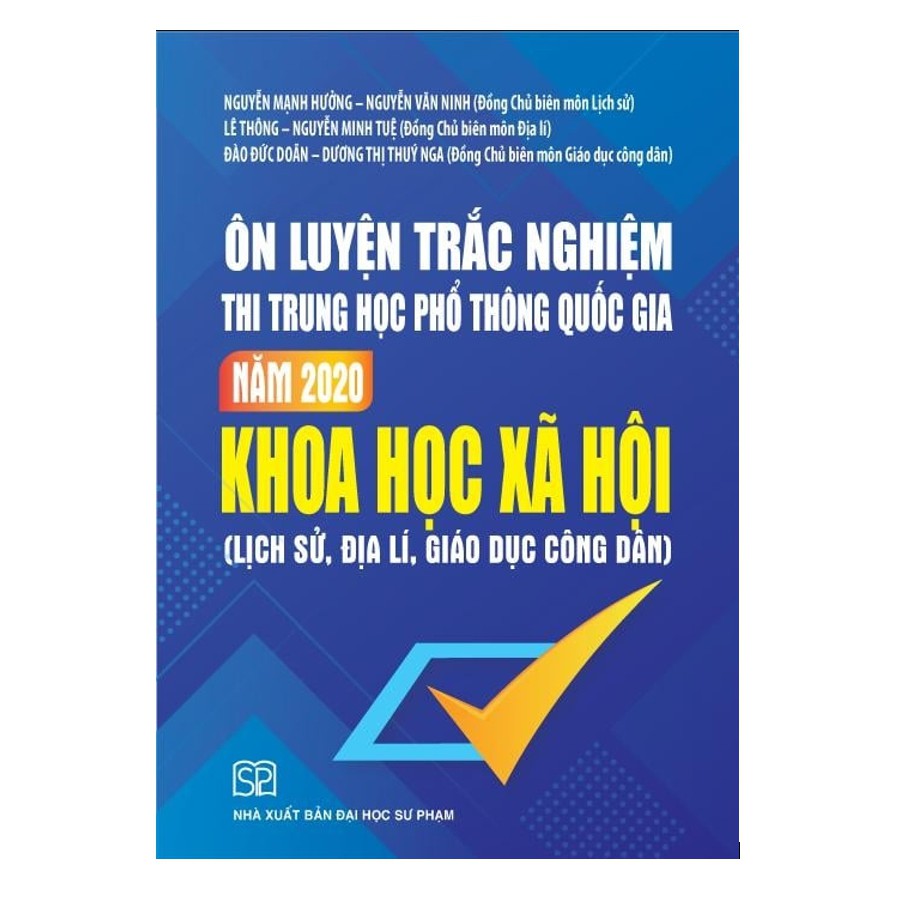 NGUYỄN MẠNH HƯỞNG – NGUYỄN VĂN NINH (Đồng Chủ biên môn Lịch sử)
LÊ THÔNG – NGUYỄN MINH TUỆ (Đồng Chủ biên môn Địa lí)
ĐÀO ĐỨC DOÃN – DƯƠNG THỊ THUÝ NGA (Đồng Chủ biên môn Giáo dục công dân)
ÔN LUYỆN TRẮC NGHIỆM
THI TRUNG HỌC PHỔ THÔNG QUỐC GIA
NĂM 2020
KHOA HỌC XÃ HỘI
(LỊCH SỬ, ĐỊA LÍ, GIÁO DỤC CÔNG DÂN)
SP
NHÀ XUẤT BẢN ĐẠI HỌC SƯ PHẠM